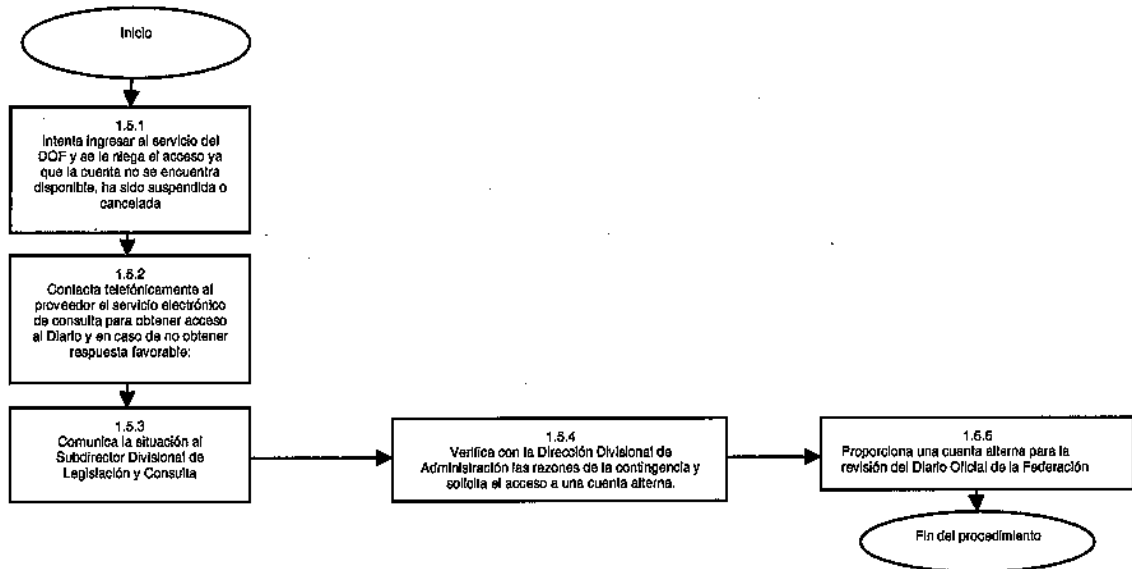 Inicio
1.5.1
Intenta ingresar al servicio del
DOF y se le niega el acceso ya
que la cuenta no se encuentra
disponible, ha sido suspendida o
cancelada
1.5.2
Contacta telefónicamente al
proveedor el servicio electrónico
de consulta para obtener acceso
al Diario y en caso de no obtener
respuesta favorable:
1.5.3
Comunica la situación al
Subdirector Divisional de
Legislación y Consulta
1.5.4
Verifica con la Dirección Divisional de
Administración las razones de la contingencia y
solicita el acceso a una cuenta alterna.
1.5.5
Proporciona una cuenta alterna para la
revisión del Diario Oficial de la Federación
Fin del procedimiento